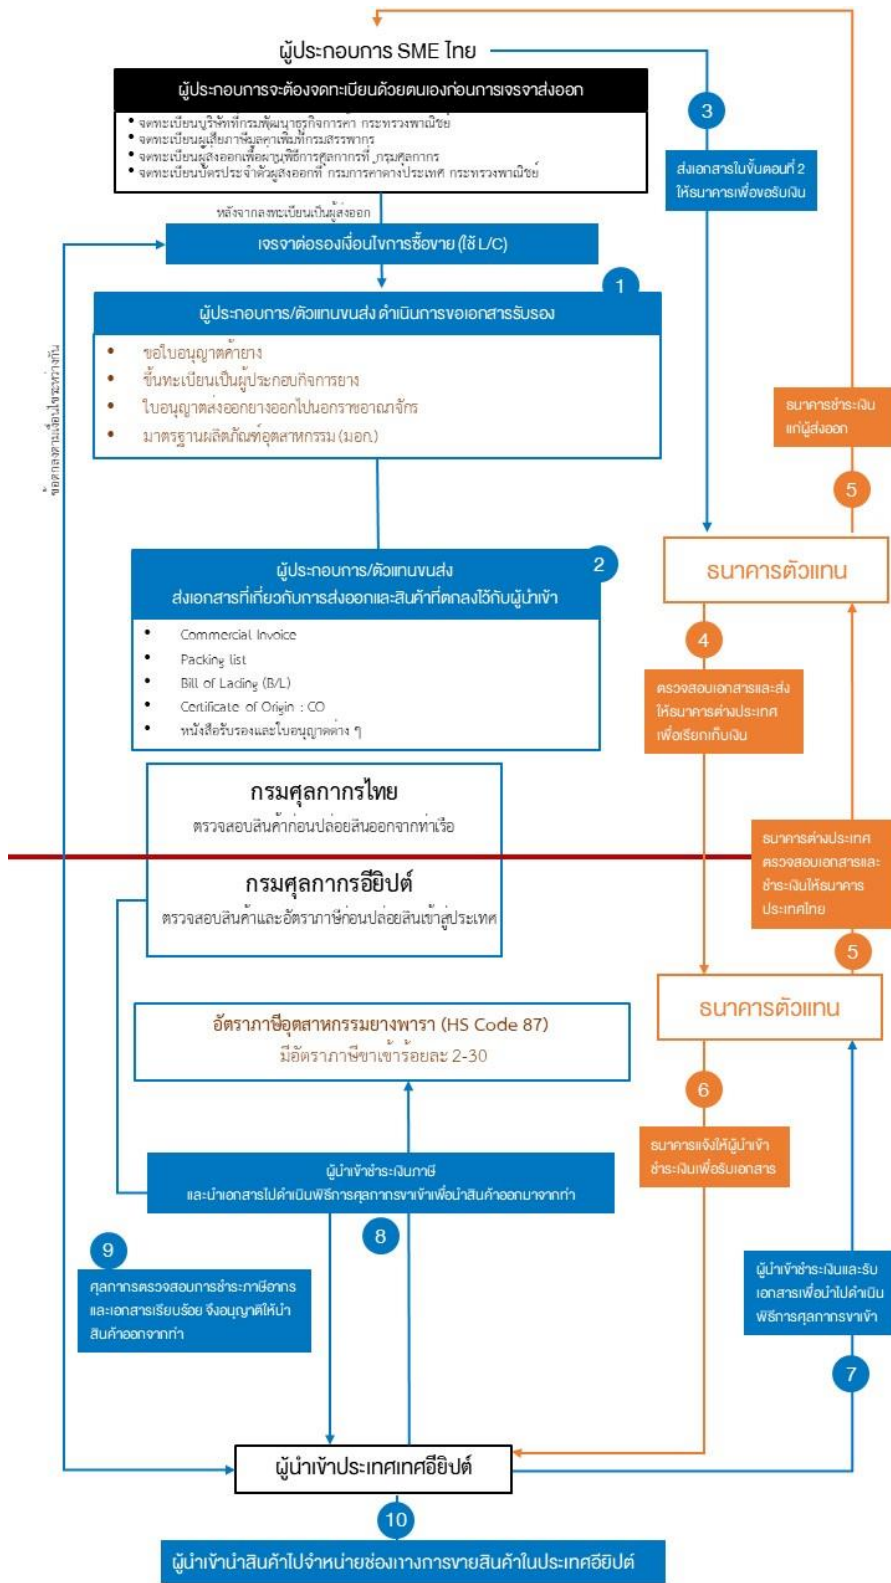 ผู้ประกอบการ SME ไทย
ผู้ประกอบการจะต้องจดทะเบียนด้วยตนเองก่อนการเจรจาส่งออก
• จดทะเบียนบริษัทที่กรมพัฒนาธุรกิจการค้า กระทรวงพาณิชย์
• จดทะเบียนผู้เสียภาษีมูลค่าเพิ่มที่กรมสรรพากร
• จดทะเบียนผู้ส่งออกเพื่อผ่านพิธีการศุลกากรที่ กรมศุลกากร
• จดทะเบียนบัตรประจำตัวผู้ส่งออกที่ กรมการค้าต่างประเทศ กระทรวงพาณิชย์
3
ส่งเอกสารในขั้นตอนที่ 2
ให้ธนาคารเพื่อขอรับเงิน
หลังจากลงทะเบียนเป็นผู้ส่งออก
เจรจาต่อรองเงื่อนไขการซื้อขาย (ใช้ L/C)
1
ผู้ประกอบการ/ตัวแทนขนส่ง ดำเนินการขอเอกสารรับรอง
• ขอใบอนุญาตค้ายาง
• ขึ้นทะเบียนเป็นผู้ประกอบกิจการยาง
• ใบอนุญาตส่งออกยางออกไปนอกราชอาณาจักร
• มาตรฐานผลิตภัณฑ์อุตสาหกรรม (มอก.)
ข้อตกลงตามเงื่อนไขระหว่างกัน
ธนาคารชำระเงิน
แก่ผู้ส่งออก
5
2
ผู้ประกอบการ/ตัวแทนขนส่ง
ส่งเอกสารที่เกี่ยวกับการส่งออกและสินค้าที่ตกลงไว้กับผู้นำเข้า
• Commercial Invoice
• Packing list
• Bill of Lading (B/L)
• Certificate of Origin : CO
• หนังสือรับรองและใบอนุญาตต่าง ๆ
ธนาคารตัวแทน
4
ตรวจสอบเอกสารและส่ง
ให้ธนาคารต่างประเทศ
เพื่อเรียกเก็บเงิน
กรมศุลกากรไทย
ตรวจสอบสินค้าก่อนปล่อยสินออกจากท่าเรือ
กรมศุลกากรอียิปต์
ตรวจสอบสินค้าและอัตราภาษีก่อนปล่อยสินเข้าสู่ประเทศ
ธนาคารต่างประเทศ
ตรวจสอบเอกสารและ
ชำระเงินให้ธนาคาร
ประเทศไทย
5
ธนาคารตัวแทน
อัตราภาษีอุตสาหกรรมยางพารา (HS Code 87)
มีอัตราภาษีขาเข้าร้อยละ 2-30
6
ธนาคารแจ้งให้ผู้นำเข้า
ชำระเงินเพื่อรับเอกสาร
ผู้นำเข้าชำระเงินภาษี
และนำเอกสารไปดำเนินพิธีการศุลกากรขาเข้าเพื่อนำสินค้าออกมาจากท่า
8
9
ศุลกากรตรวจสอบการชำระภาษีอากร
และเอกสารเรียบร้อย จึงอนุญาติให้นำ
สินค้าออกจากท่า
ผู้นำเข้าชำระเงินและรับ
เอกสารเพื่อนำไปดำเนิน
พิธีการศุลกากรขาเข้า
7
ผู้นำเข้าประเทศเทศอียิปต์
10
ผู้นำเข้านำสินค้าไปจำหน่ายช่องทางการขายสินค้าในประเทศอียิปต์